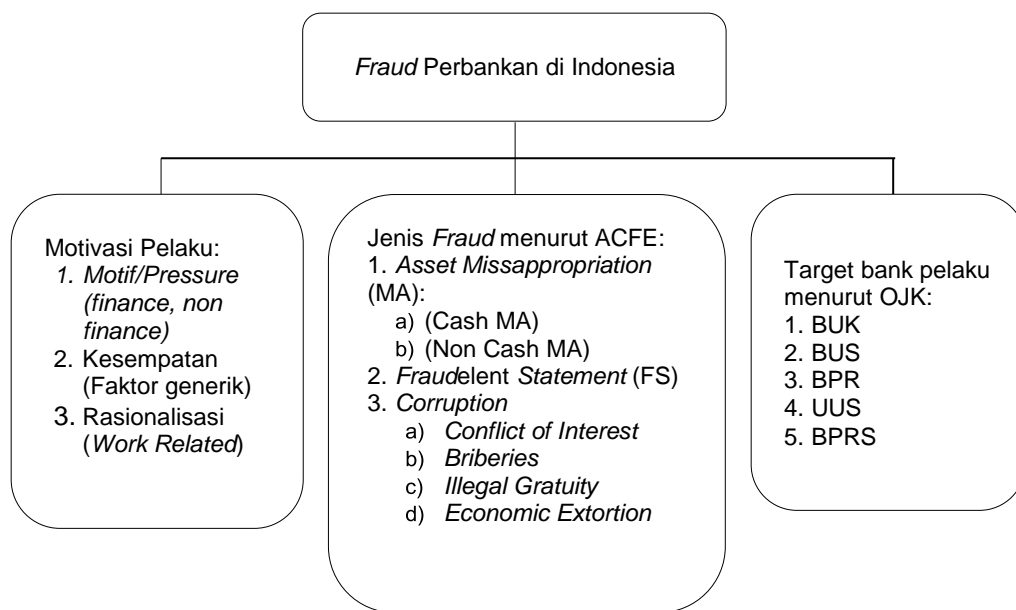 Fraud Perbankan di Indonesia
Motivasi Pelaku:
1. Motif/Pressure
(finance, non
finance)
2. Kesempatan
(Faktor generik)
3. Rasionalisasi
(Work Related)
Jenis Fraud menurut ACFE:
1. Asset Missappropriation
(MA):
a) (Cash MA)
b) (Non Cash MA)
2. Fraudelent Statement (FS)
3. Corruption
a) Conflict of Interest
b) Briberies
c) Illegal Gratuity
d) Economic Extortion
Target bank pelaku
menurut OJK:
1. BUK
2. BUS
3. BPR
4. UUS
5. BPRS